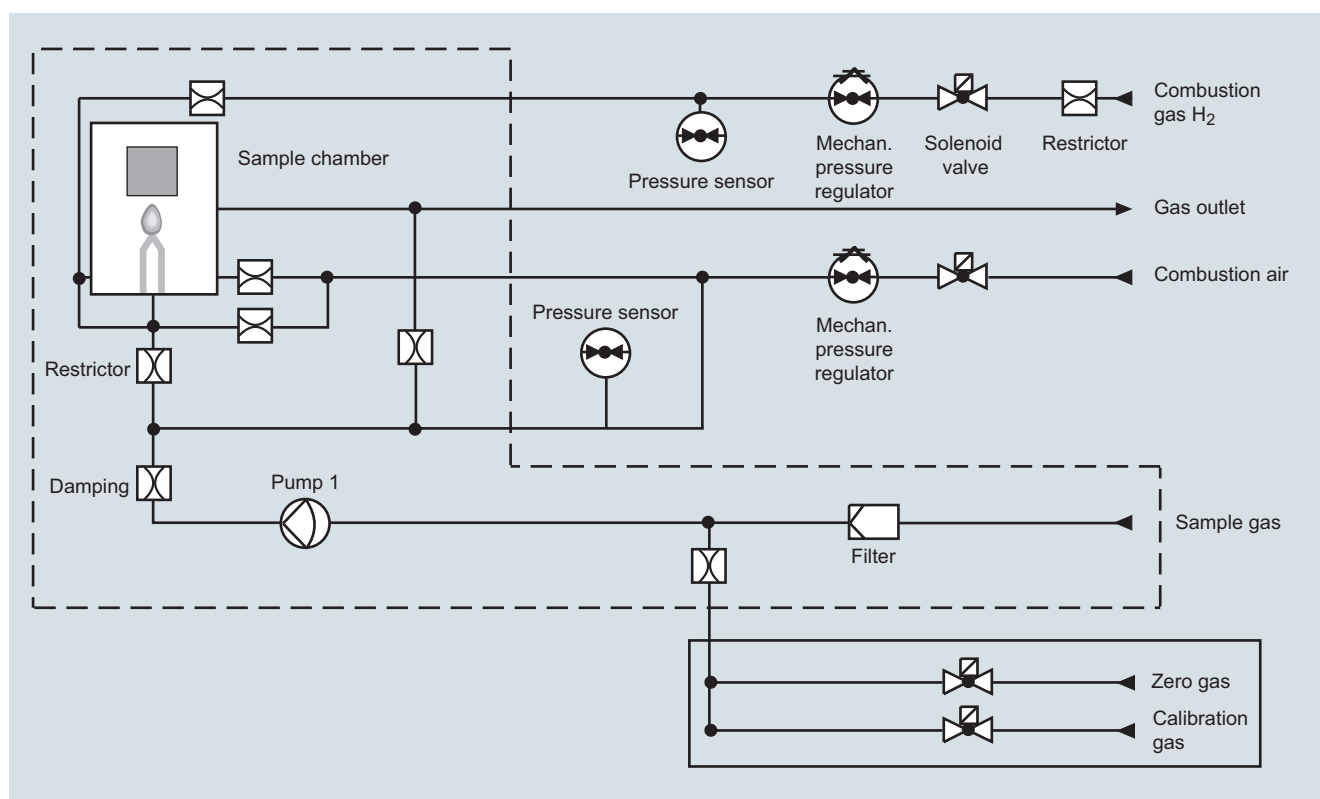 Combustion
gas H₂
Sample chamber
Pressure sensor
Mechan.
pressure
regulator
Solenoid
valve
Restrictor
Gas outlet
Combustion air
Pressure sensor
Mechan.
pressure
regulator
Restrictor
Damping
Pump 1
Filter
Sample gas
Zero gas
Calibration
gas